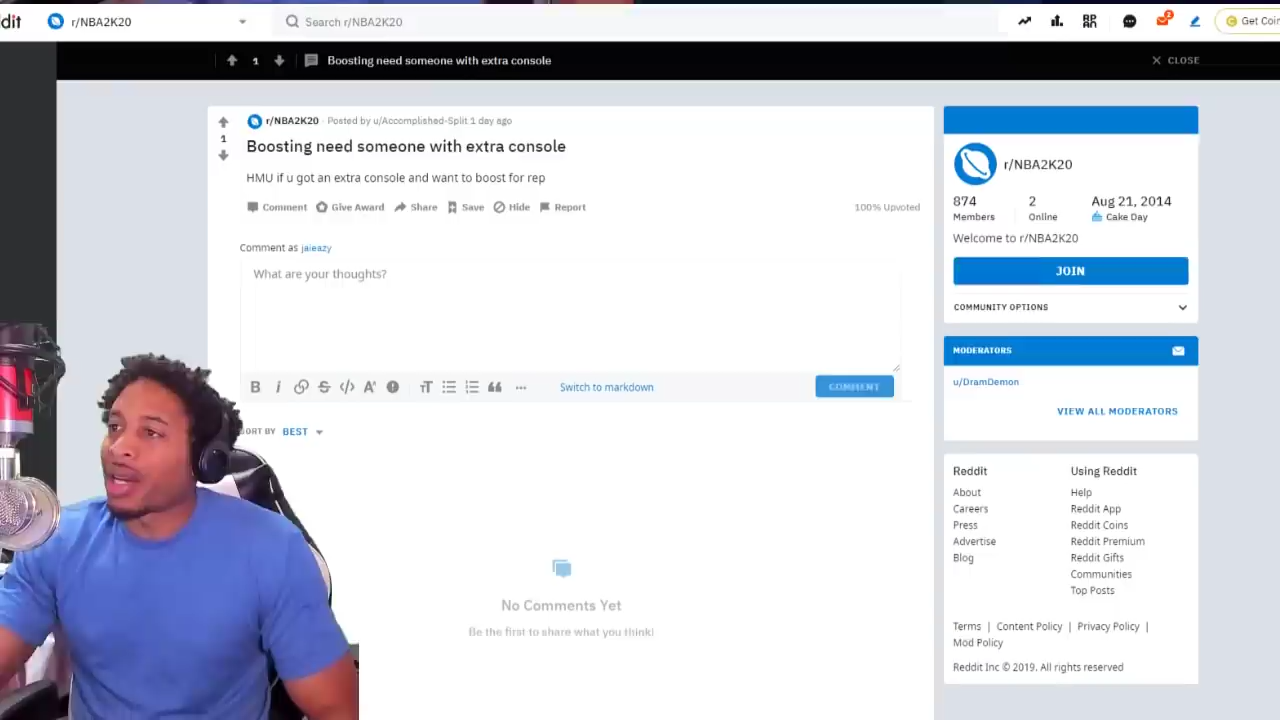 dit
r/NBA2K20
Search r/NBA2K20
2
Get Coin
1
Boosting need someone with extra console
CLOSE
r/NBA2K20 · Posted by u/Accomplished-Split 1 day ago
1
Boosting need someone with extra console
HMU if u got an extra console and want to boost for rep
Comment
Give Award
Share
Save
Hide
Report
100% Upvoted
Comment as jaieazy
What are your thoughts?
B i
Switch to markdown
COMMENT
SORT BY BEST
No Comments Yet
Be the first to share what you think!
r/NBA2K20
874 2 Aug 21, 2014
Members Online Cake Day
Welcome to r/NBA2K20
JOIN
COMMUNITY OPTIONS
MODERATORS
u/DramDemon
VIEW ALL MODERATORS
Reddit Using Reddit
About Help
Careers Reddit App
Press Reddit Coins
Advertise Reddit Premium
Blog Reddit Gifts
Communities
Top Posts
Terms | Content Policy | Privacy Policy |
Mod Policy
Reddit Inc © 2019. All rights reserved